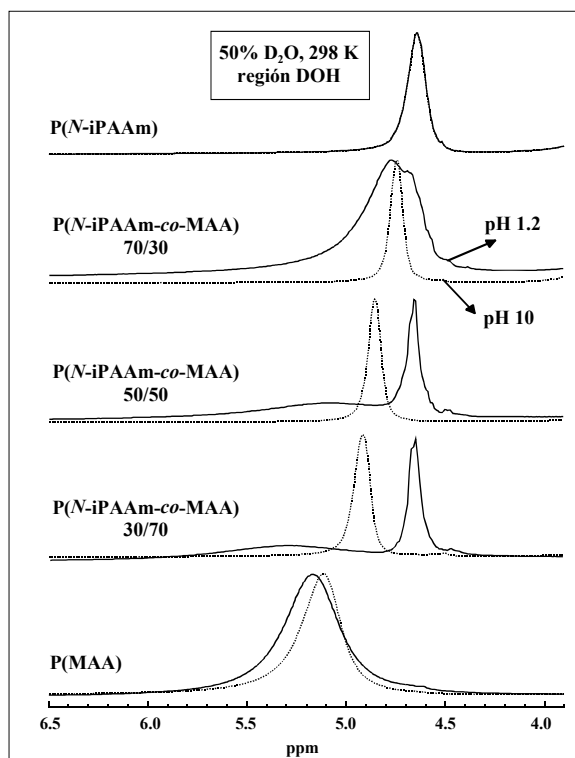 50% D₂O, 298 K
región DOH
P(N-iPAAm)
P(N-iPAAm-co-MAA)
70/30
pH 1.2
pH 10
P(N-iPAAm-co-MAA)
50/50
P(N-iPAAm-co-MAA)
30/70
P(MAA)
6.5 6.0 5.5 5.0 4.5 4.0
ppm